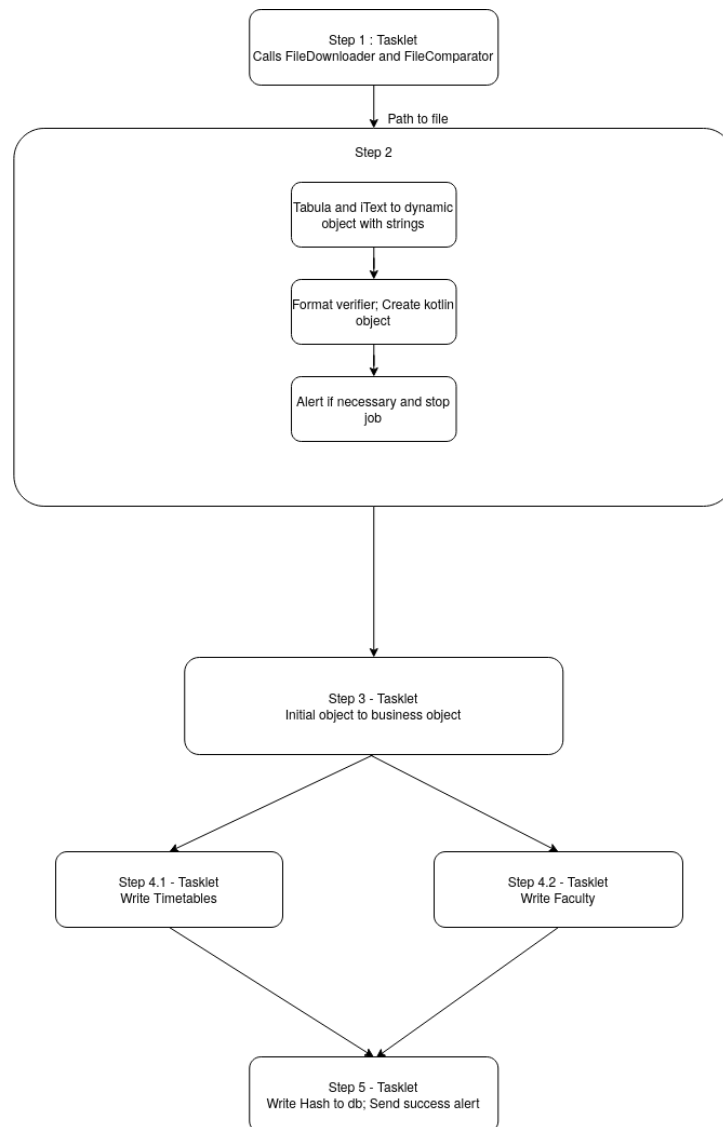 Step 1 : Tasklet
Calls FileDownloader and FileComparator
Path to file
Step 2
Tabula and iText to dynamic
object with strings
Format verifier; Create kotlin
object
Alert if necessary and stop
job
Step 3 - Tasklet
Initial object to business object
Step 4.1 - Tasklet
Write Timetables
Step 4.2 - Tasklet
Write Faculty
Step 5 - Tasklet
Write Hash to db; Send success alert